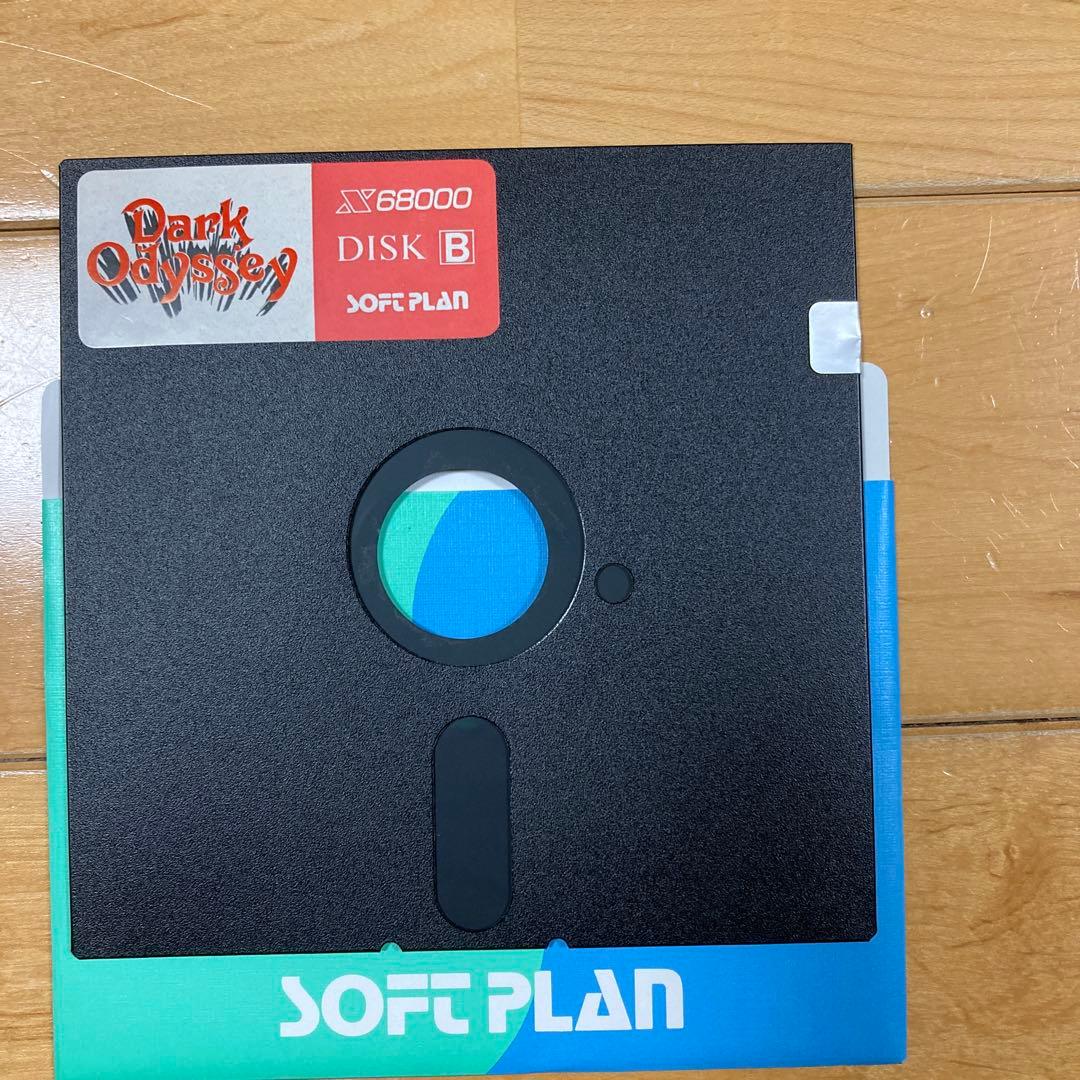 Dark
Odyssey
X68000
DISK B
SOFT PLAN
SOFT PLAN